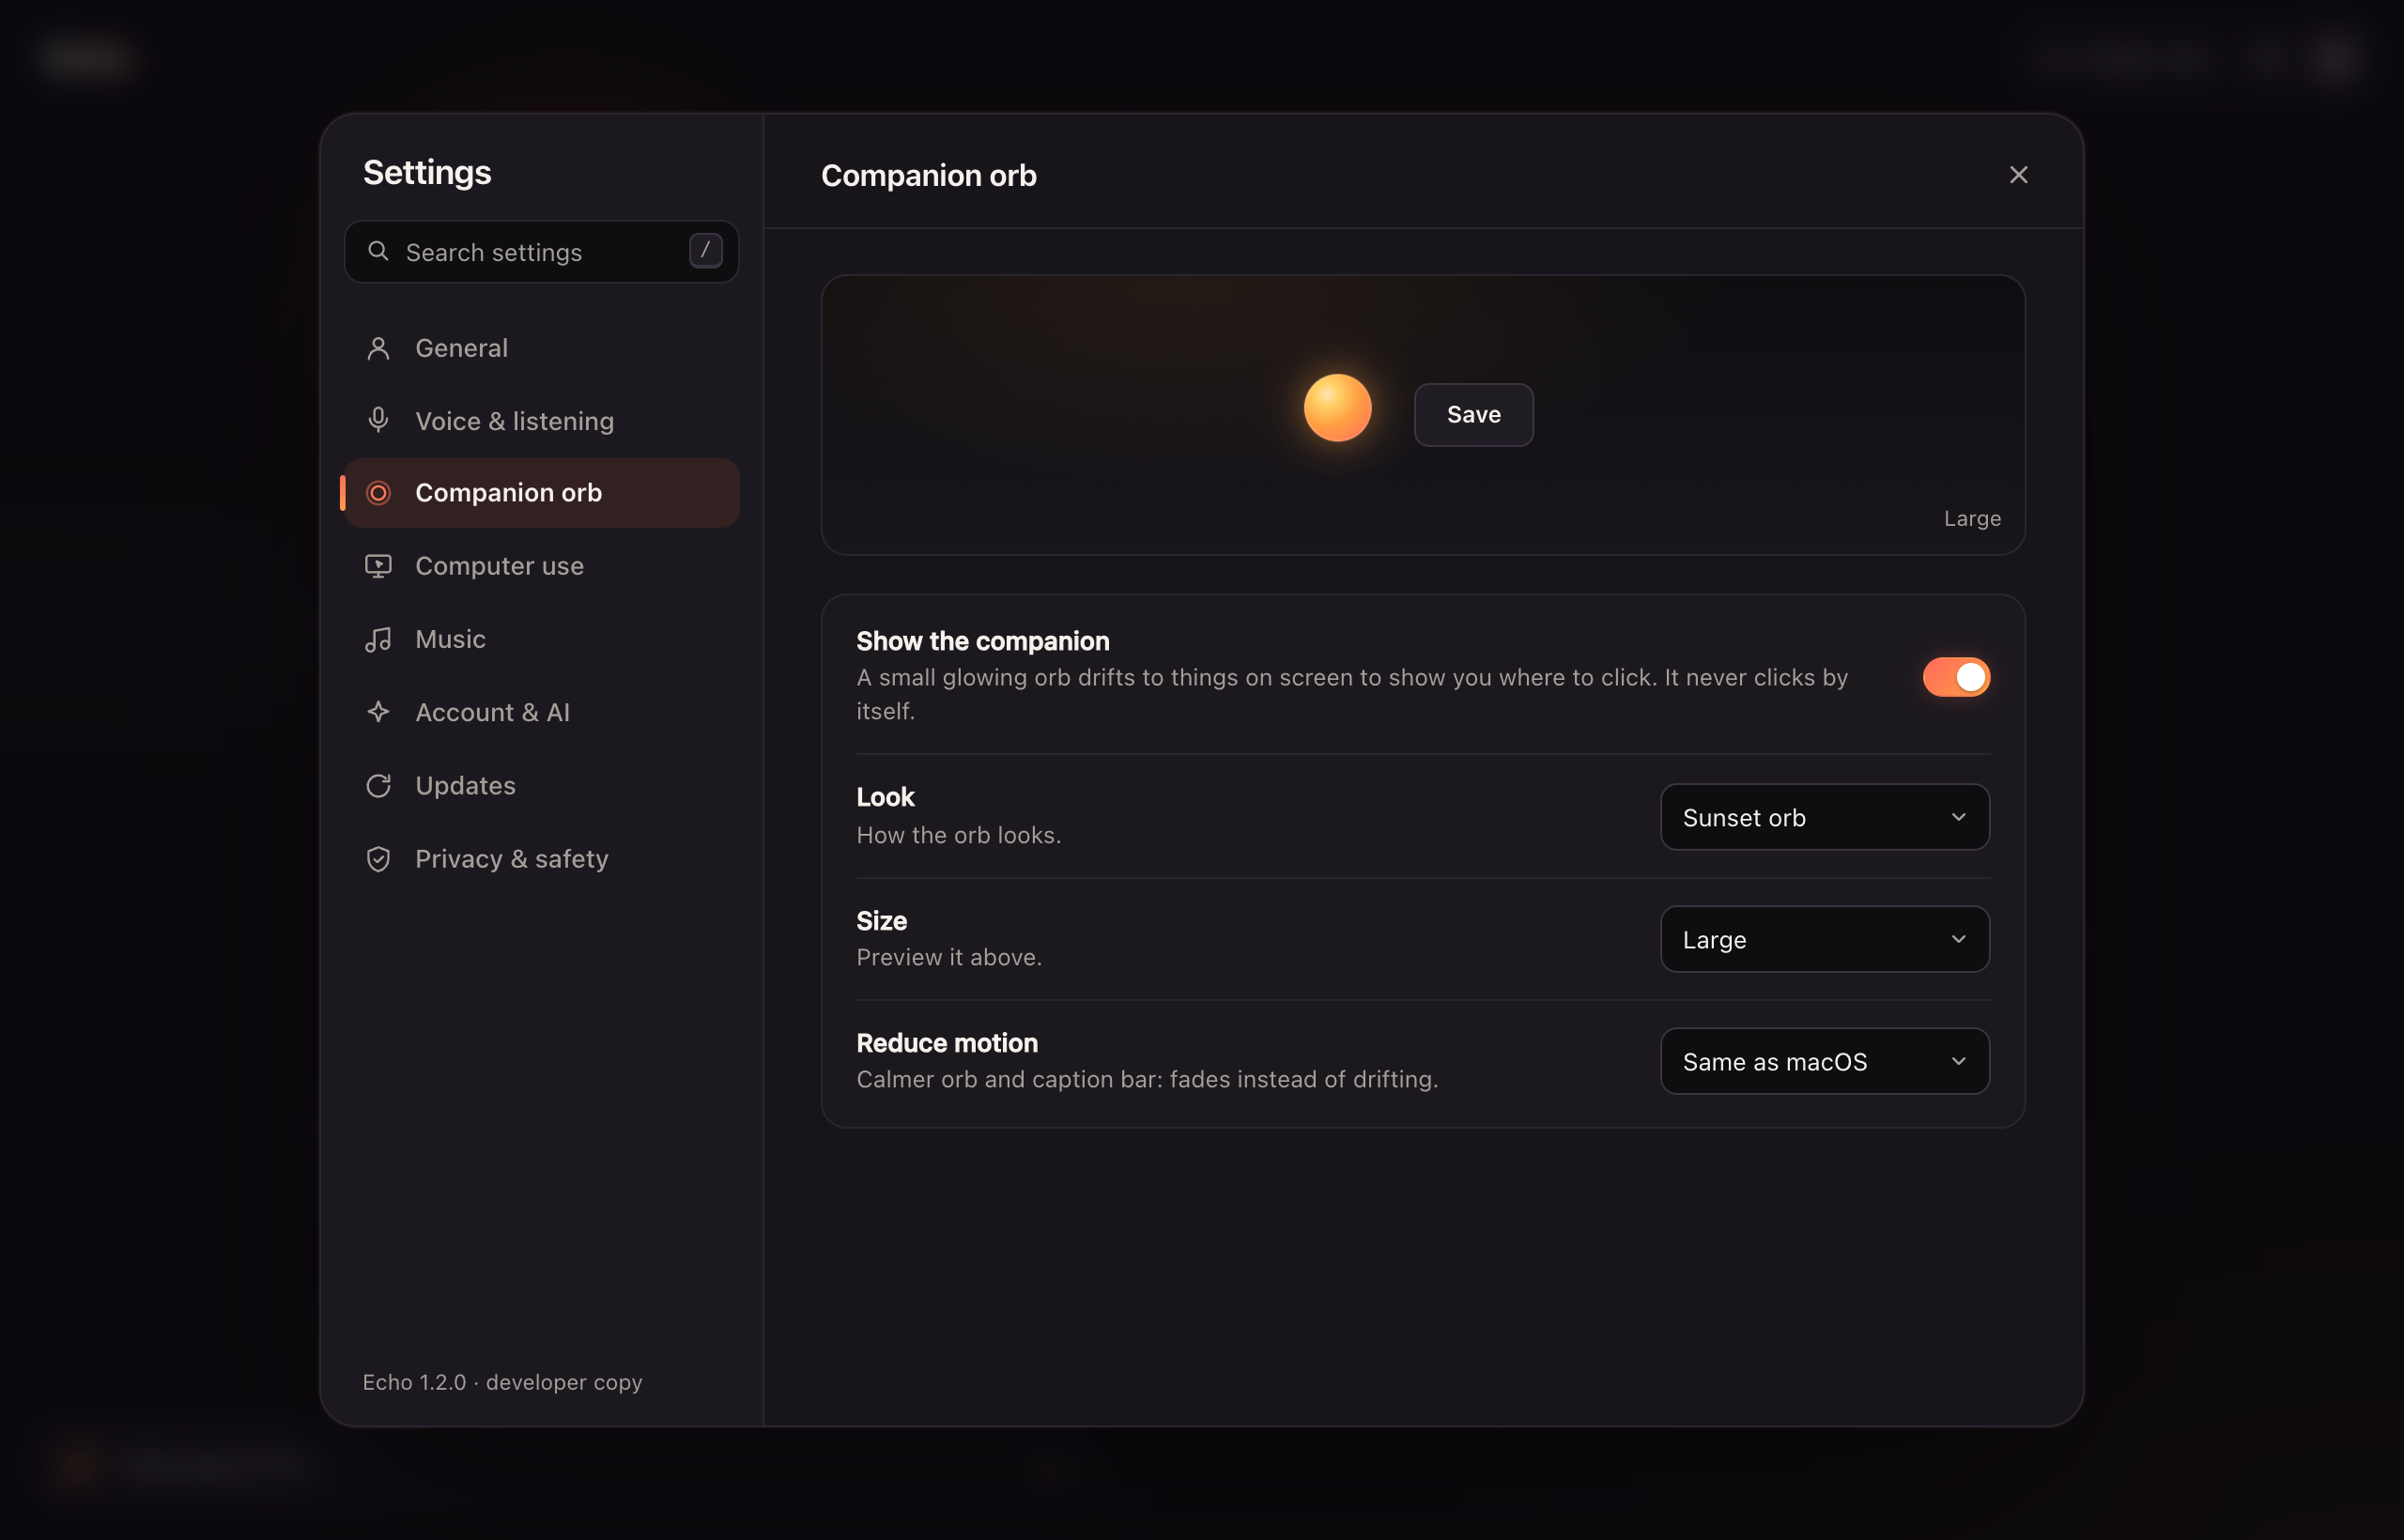 Settings
Search settings
/
General
Voice & listening
Companion orb
Computer use
Music
Account & AI
Updates
Privacy & safety
Echo 1.2.0 · developer copy
Companion orb
Save
Large
Show the companion
A small glowing orb drifts to things on screen to show you where to click. It never clicks by
itself.
Look
How the orb looks.
Sunset orb
Size
Preview it above.
Large
Reduce motion
Calmer orb and caption bar: fades instead of drifting.
Same as macOS